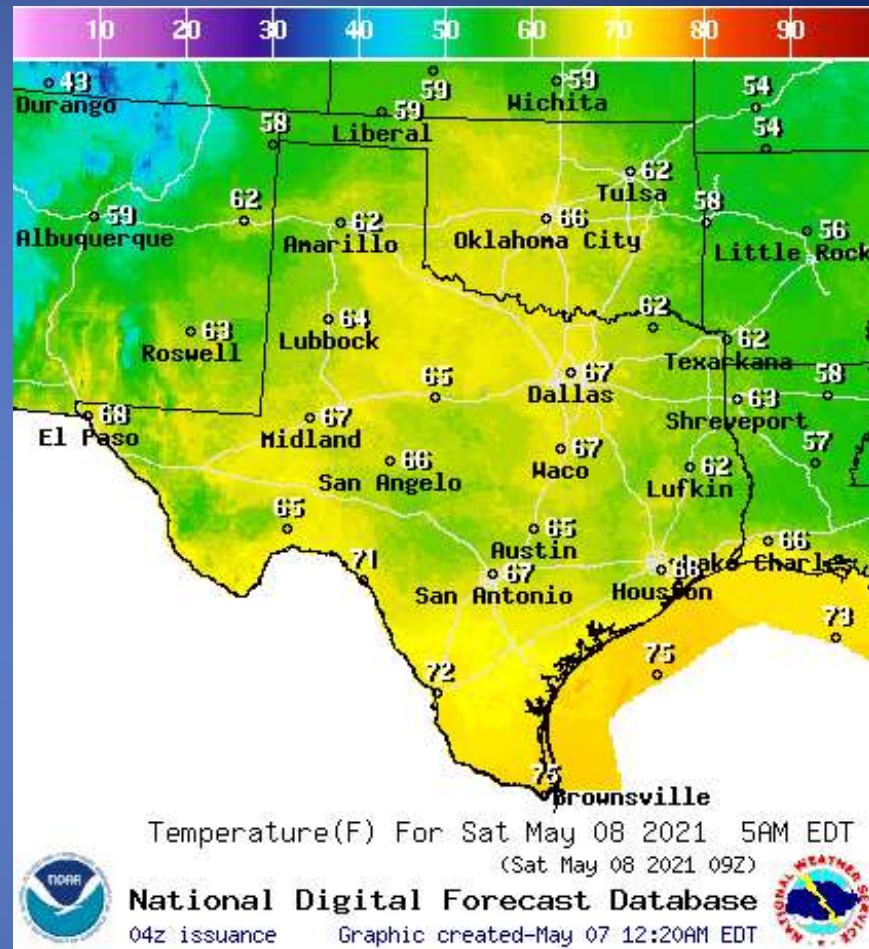 10 20 30 40 50 60 70 80 90
43
Durango
59
59
Wichita
59
Liberal
54
54
58
62
Tulsa
59
Albuquerque
62
62
Amarillo
66
Oklahoma City
58
56
Little Rock
63
Roswell
64
Lubbock
62
62
Texarkana
65
67
Dallas
63
Shreveport
58
68
El Paso
67
Midland
66
San Angelo
67
Waco
62
Lufkin
57
65
65
Austin
66
Lake Charles
71
67
San Antonio
68
Houston
72
75
73
75
Brownsville
Temperature(F) For Sat May 08 2021 5AM EDT
(Sat May 08 2021 09Z)
NOAA
National Digital Forecast Database
04z issuance Graphic created-May 07 12:20AM EDT
NATIONAL WEATHER SERVICE